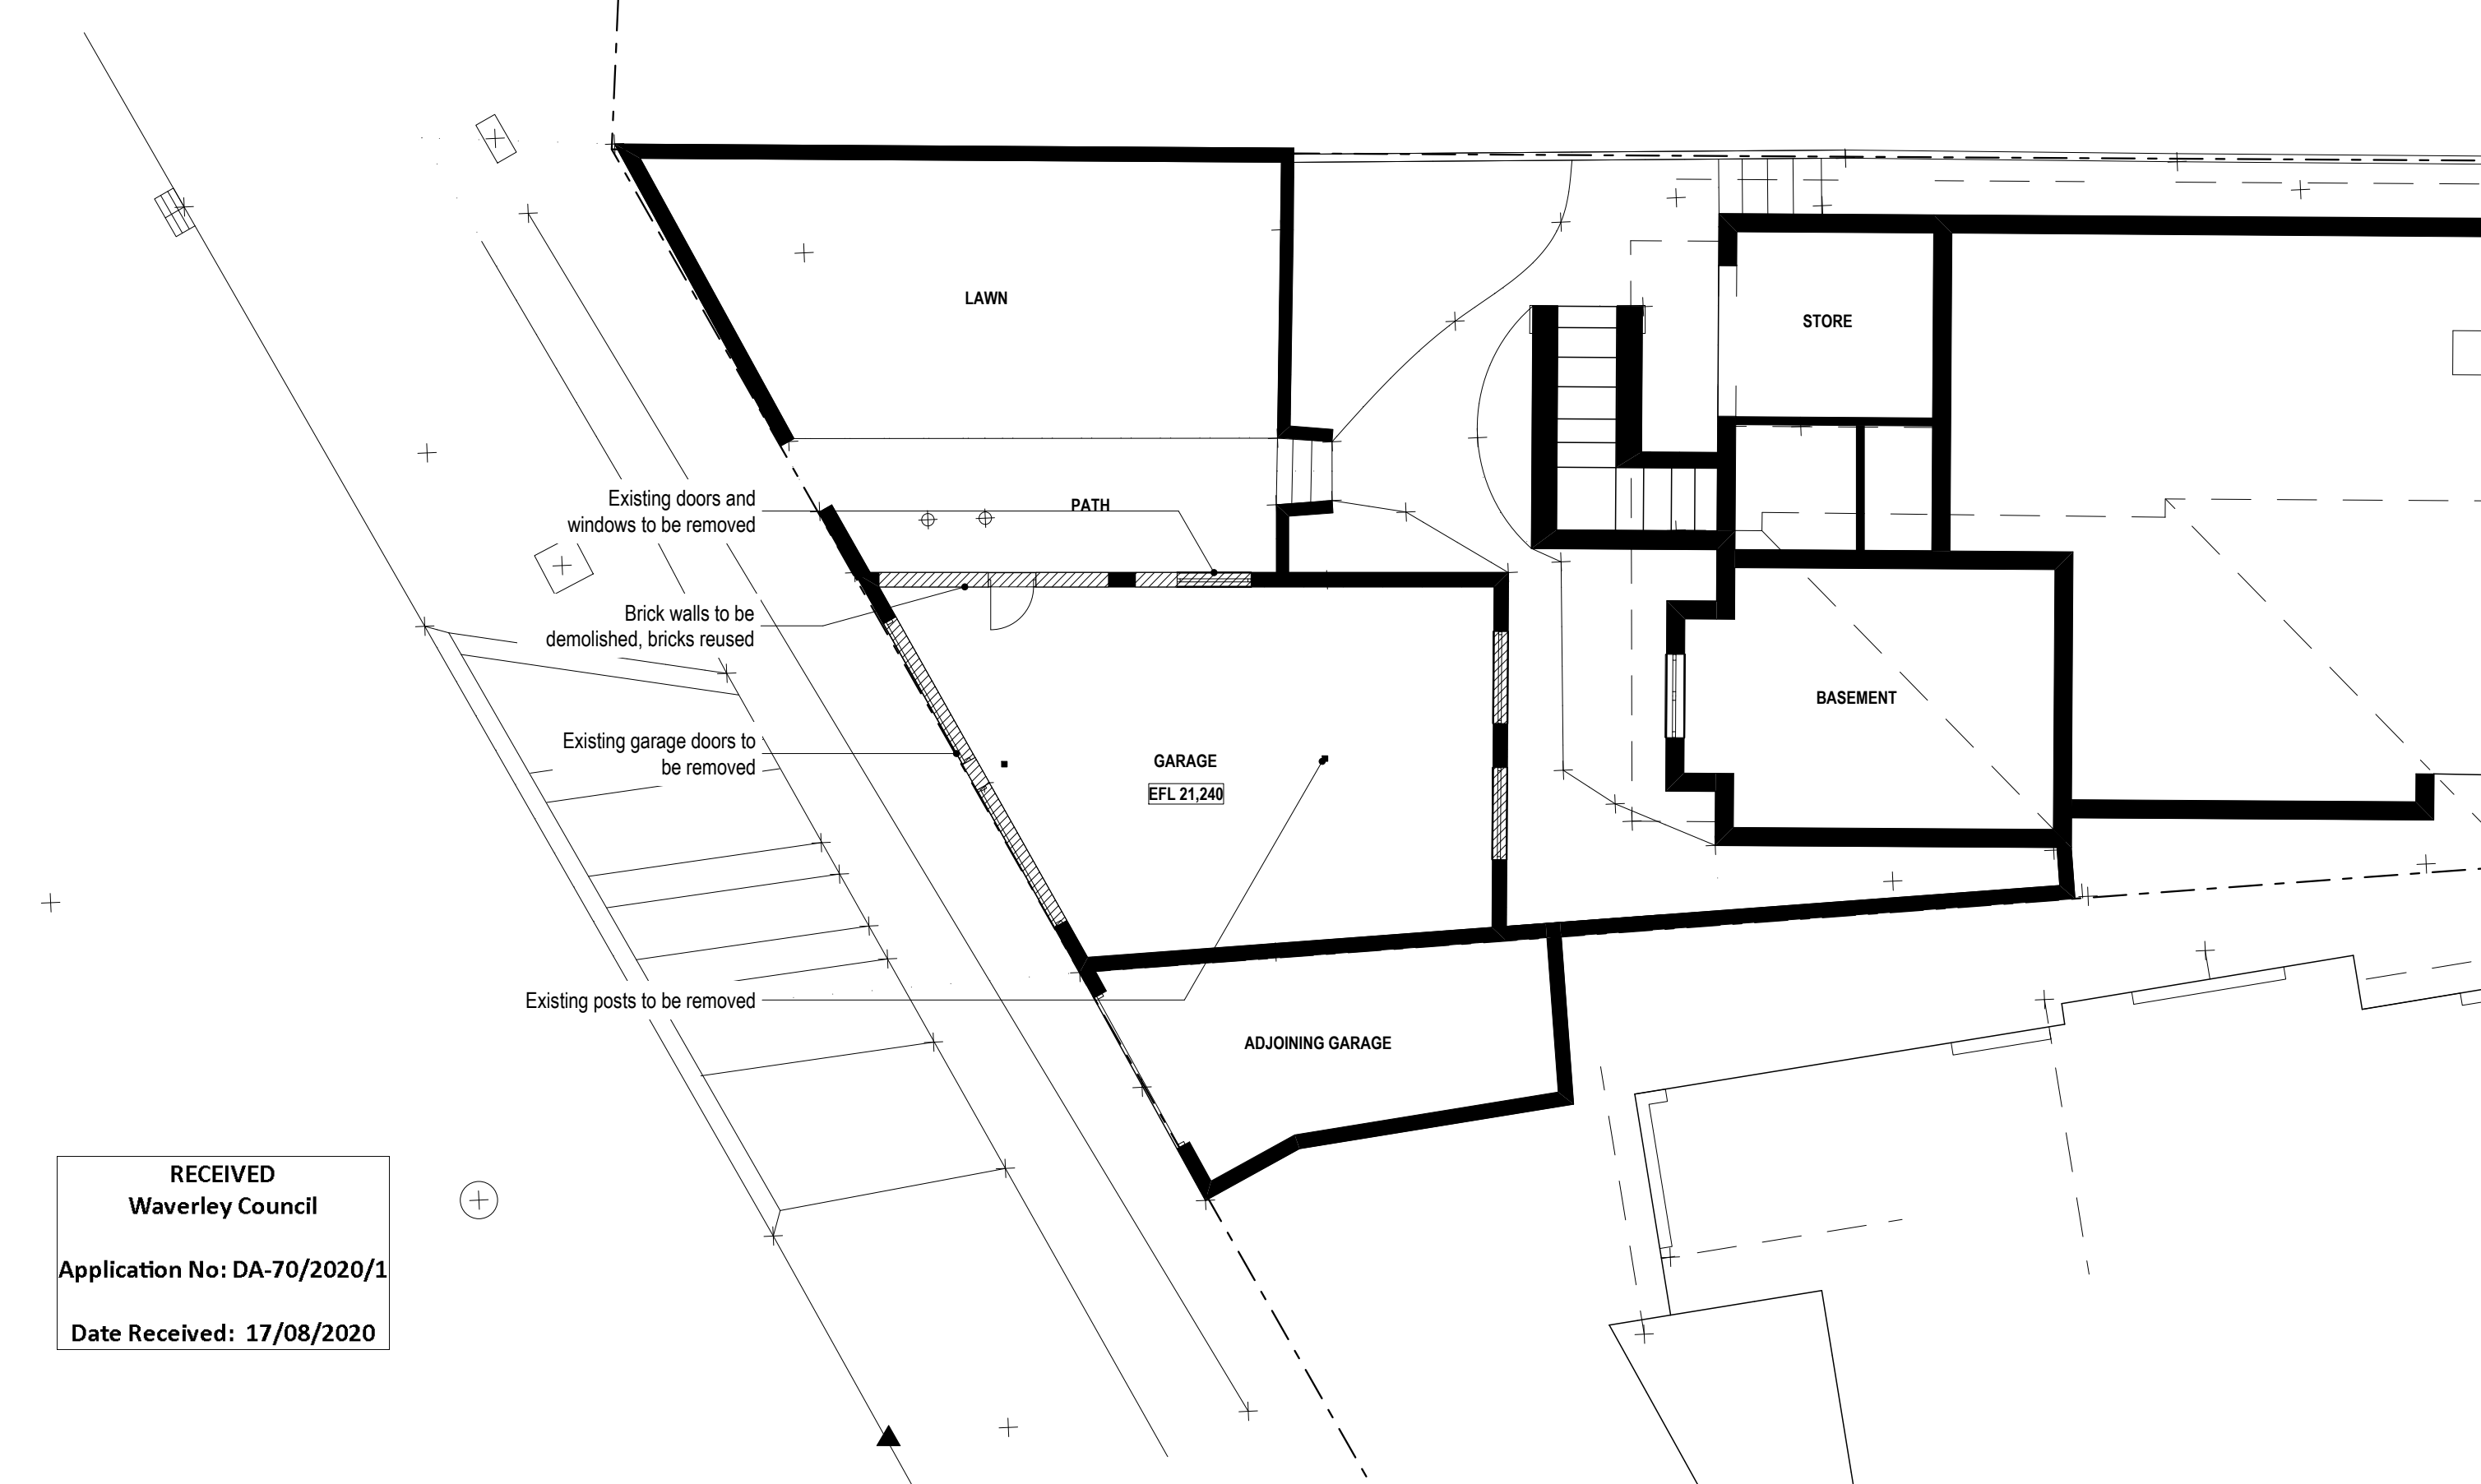 LAWN
STORE
Existing doors and
windows to be removed
PATH
Brick walls to be
demolished, bricks reused
BASEMENT
Existing garage doors to
be removed
GARAGE
EFL 21,240
Existing posts to be removed
ADJOINING GARAGE
RECEIVED
Waverley Council
Application No: DA-70/2020/1
Date Received: 17/08/2020